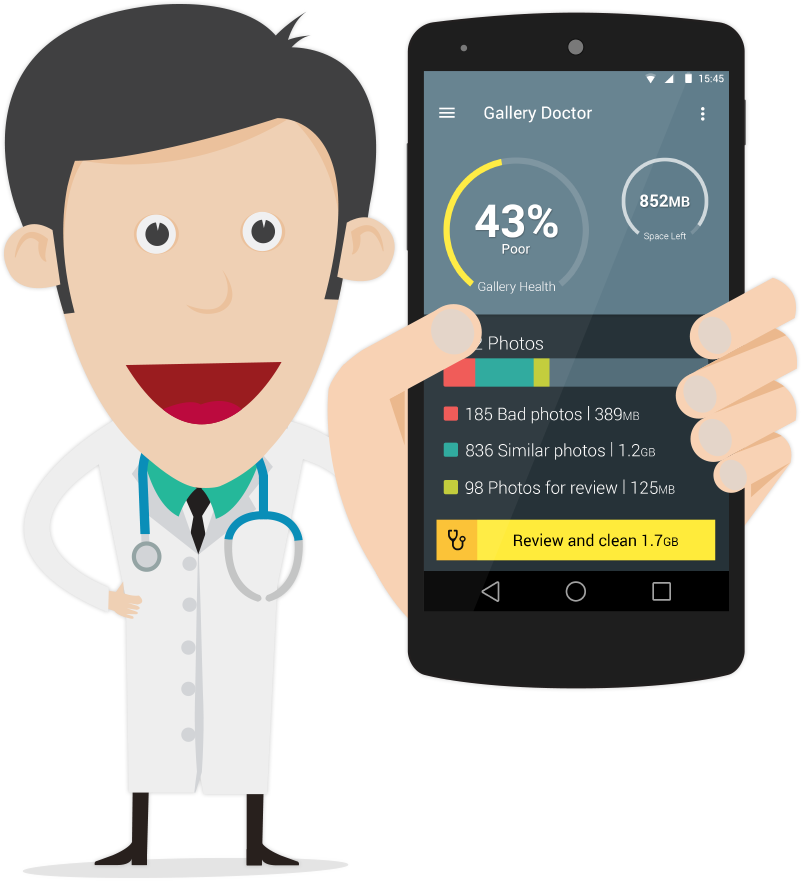 15:45
Gallery Doctor
43%
Poor
Gallery Health
852MB
Space Left
Photos
185 Bad photos | 389MB
836 Similar photos | 1.2GB
98 Photos for review | 125MB
Review and clean 1.7GB